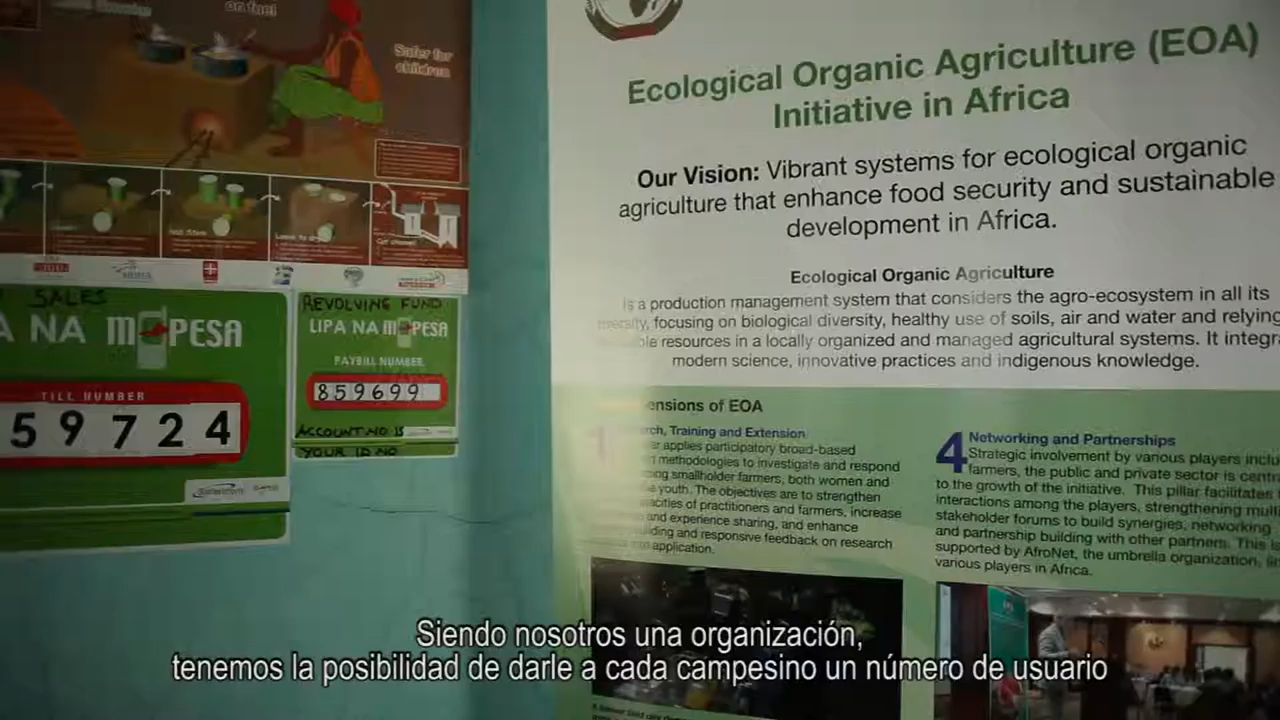 on fuel
Safer for
children
SALES
NA M-PESA
TILL NUMBER
59724
REVOLVING FUND
LIPA NA M-PESA
PAYBILL NUMBER
859699
ACCOUNT NO IS
YOUR ID NO
Ecological Organic Agriculture (EOA)
Initiative in Africa
Our Vision: Vibrant systems for ecological organic
agriculture that enhance food security and sustainable
development in Africa.
Ecological Organic Agriculture
is a production management system that considers the agro-ecosystem in all its
focusing on biological diversity, healthy use of soils, air and water and relying
resources in a locally organized and managed agricultural systems. It
modern science, innovative practices and indigenous knowledge.
of EOA
Training and Extension
applies participatory broad-based
methodologies to investigate and respond
smallholder farmers, both women and
youth. The objectives are to strengthen
of practitioners and farmers, increase
and experience sharing, and enhance
and responsive feedback on research
application.
4 Networking and Partnerships
Strategic involvement by various players
farmers, the public and private sector is
to the growth of the initiative. This pillar facilitates
interactions among the players, strengthening
stakeholder forums to build synergies, networking
and partnership building with other partners. This is
supported by AfroNet, the umbrella organization,
various players in Africa.
Siendo nosotros una organización,
tenemos la posibilidad de darle a cada campesino un número de usuario